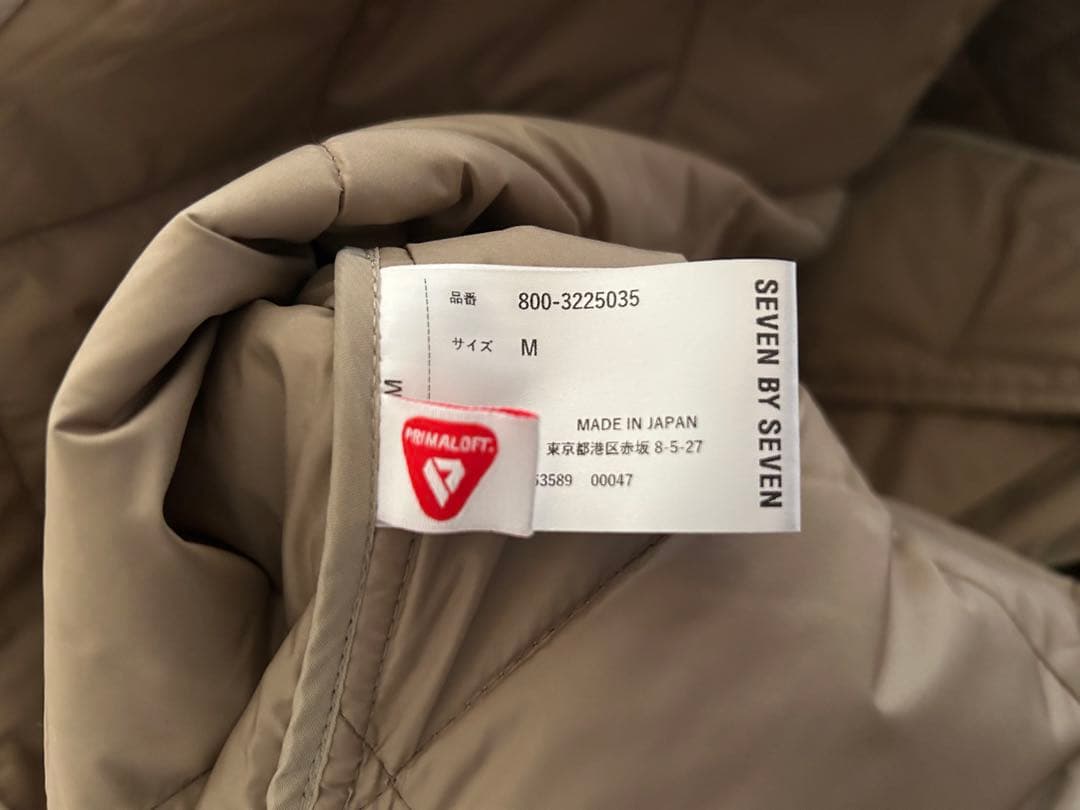 品番 800-3225035
サイズ M
M
PRIMALOFT.
MADE IN JAPAN
東京都港区赤坂 8-5-27
53589 00047
SEVEN BY SEVEN